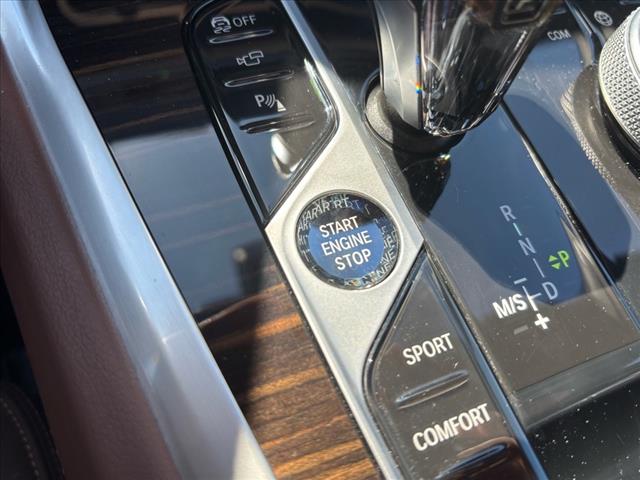 OFF
P
COM
START
ENGINE
STOP
R
N
D
P
M/S
+
SPORT
COMFORT